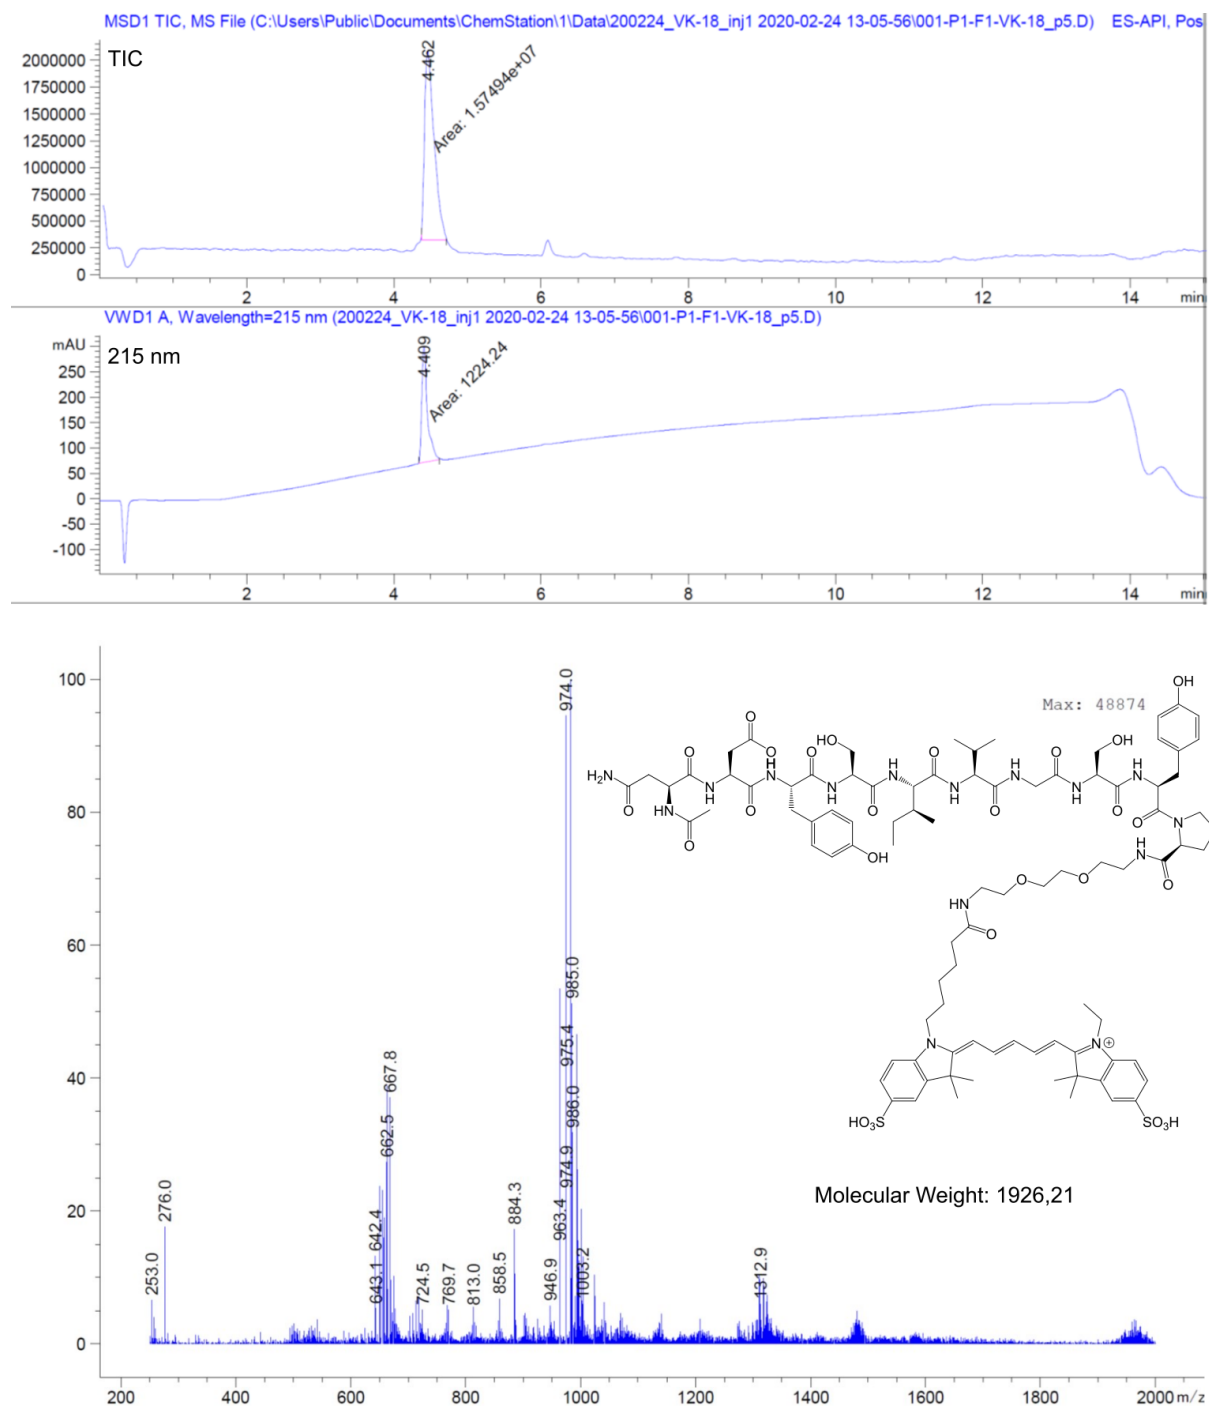 MSD1 TIC, MS File (C:\Users\Public\Documents\ChemStation\1\Data\200224_VK-18_inj1 2020-02-24 13-05-56\001-P1-F1-VK-18_p5.D) ES-API, Pos
TIC
2000000
1750000
1500000
1250000
1000000
750000
500000
250000
0
4.462
Area: 1.57494e+07
2 4 6 8 10 12 14 min
VWD1 A, Wavelength=215 nm (200224_VK-18_inj1 2020-02-24 13-05-56\001-P1-F1-VK-18_p5.D)
mAU
215 nm
250
200
150
100
50
0
-50
-100
4.409
Area: 1224.24
2 4 6 8 10 12 14 min
100
80
60
40
20
0
253.0
276.0
643.1
642.4
662.5
667.8
724.5
769.7
813.0
858.5
884.3
946.9
963.4
974.9
975.4
974.0
985.0
986.0
1003.2
1312.9
Max: 48874
OH
O
HO
O
H
N
O
H
N
O
H
N
O
OH
H2N
O
O
N
H
O
N
H
O
N
H
O
N
H
O
N
H
O
O
N
HN
O
OH
H
N
O
O
O
HN
O
N
N
⊕
HO3S
SO3H
Molecular Weight: 1926,21
200 400 600 800 1000 1200 1400 1600 1800 2000 m/z